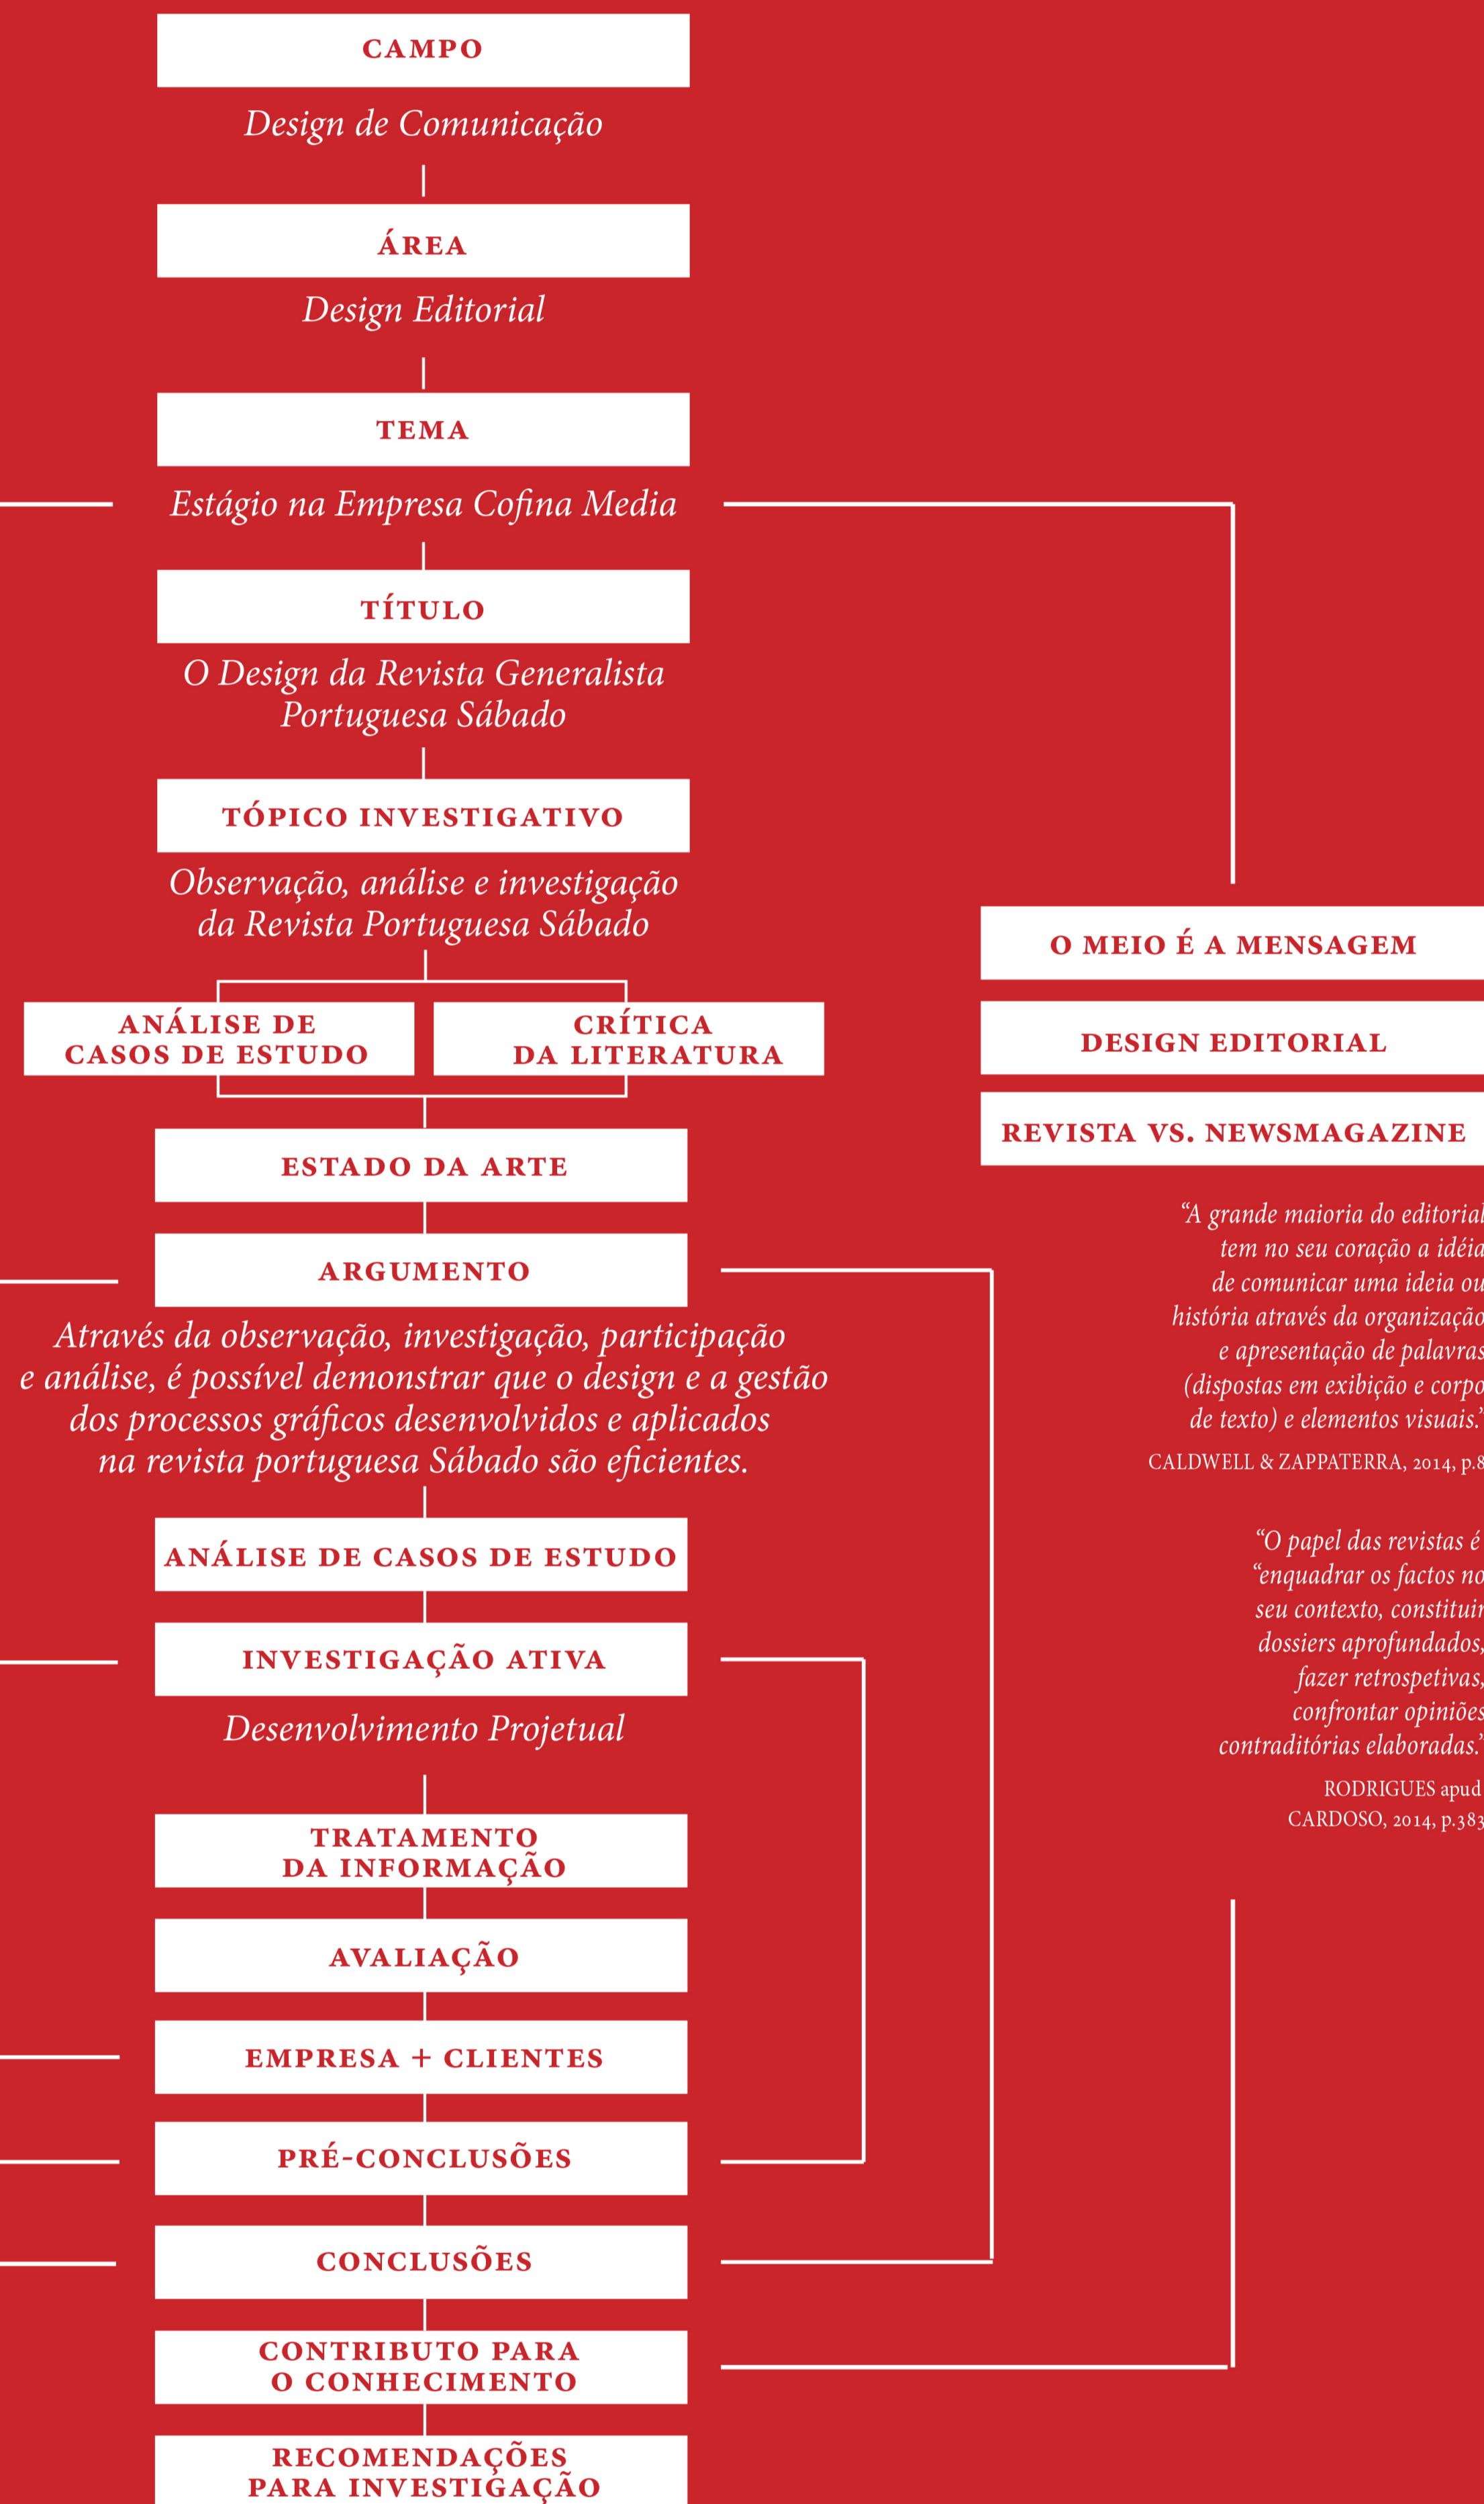 CAMPO
Design de Comunicação
ÁREA
Design Editorial
TEMA
Estágio na Empresa Cofina Media
TÍTULO
O Design da Revista Generalista
Portuguesa Sábado
TÓPICO INVESTIGATIVO
Observação, análise e investigação
da Revista Portuguesa Sábado
ANÁLISE DE
CASOS DE ESTUDO
CRÍTICA
DA LITERATURA
ESTADO DA ARTE
ARGUMENTO
Através da observação, investigação, participação
e análise, é possível demonstrar que o design e a gestão
dos processos gráficos desenvolvidos e aplicados
na revista portuguesa Sábado são eficientes.
ANÁLISE DE CASOS DE ESTUDO
INVESTIGAÇÃO ATIVA
Desenvolvimento Projetual
TRATAMENTO
DA INFORMAÇÃO
AVALIAÇÃO
EMPRESA + CLIENTES
PRÉ-CONCLUSÕES
CONCLUSÕES
CONTRIBUTO PARA
O CONHECIMENTO
RECOMENDAÇÕES
PARA INVESTIGAÇÃO
O MEIO É A MENSAGEM
DESIGN EDITORIAL
REVISTA VS. NEWSMAGAZINE
“A grande maioria do editorial
tem no seu coração a idéia
de comunicar uma ideia ou
história através da organização
e apresentação de palavras
(dispostas em exibição e corpo
de texto) e elementos visuais.”
CALDWELL & ZAPPATERRA, 2014, p.8
“O papel das revistas é
“enquadrar os factos no
seu contexto, constituir
dossiers aprofundados,
fazer retrospetivas,
confrontar opiniões
contraditórias elaboradas.”
RODRIGUES apud
CARDOSO, 2014, p.383